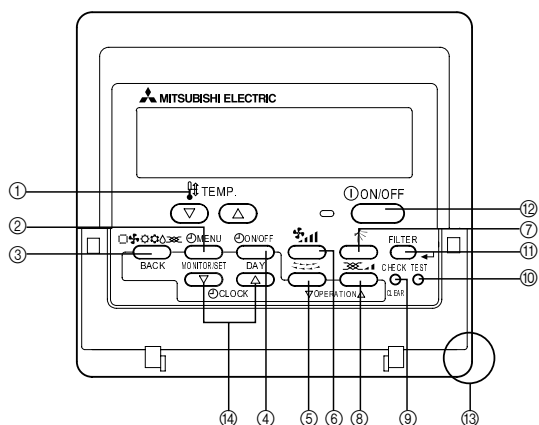 MITSUBISHI ELECTRIC
① TEMP. ON/OFF ⑫
② MENU ON/OFF FILTER ⑦
③ BACK MONITOR/SET DAY CHECK TEST ⑪
CLOCK OPERATION CLEAR ⑩
⑭ ④ ⑤ ⑥ ⑧ ⑨ ⑬